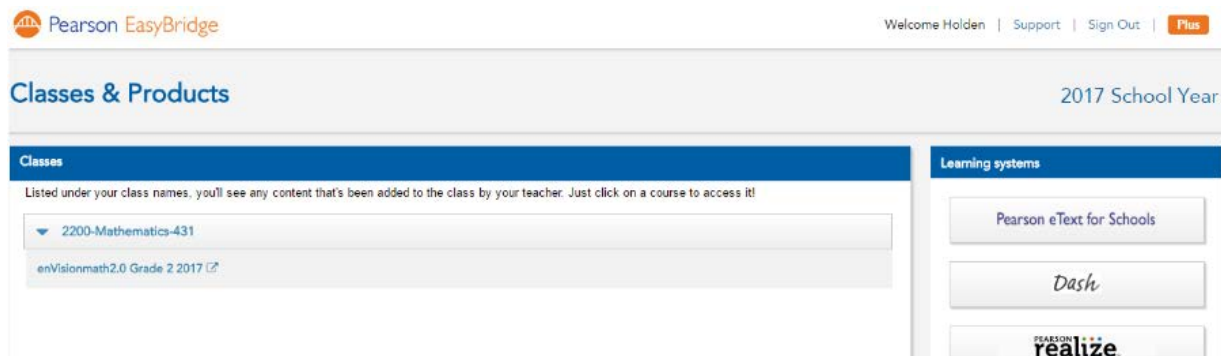 Pearson EasyBridge
Welcome Holden | Support | Sign Out | Plus
Classes & Products
2017 School Year
Classes
Listed under your class names, you'll see any content that's been added to the class by your teacher. Just click on a course to access it!
2200-Mathematics-431
enVisionmath2.0 Grade 2 2017
Learning systems
Pearson eText for Schools
Dash
PEARSON
realize